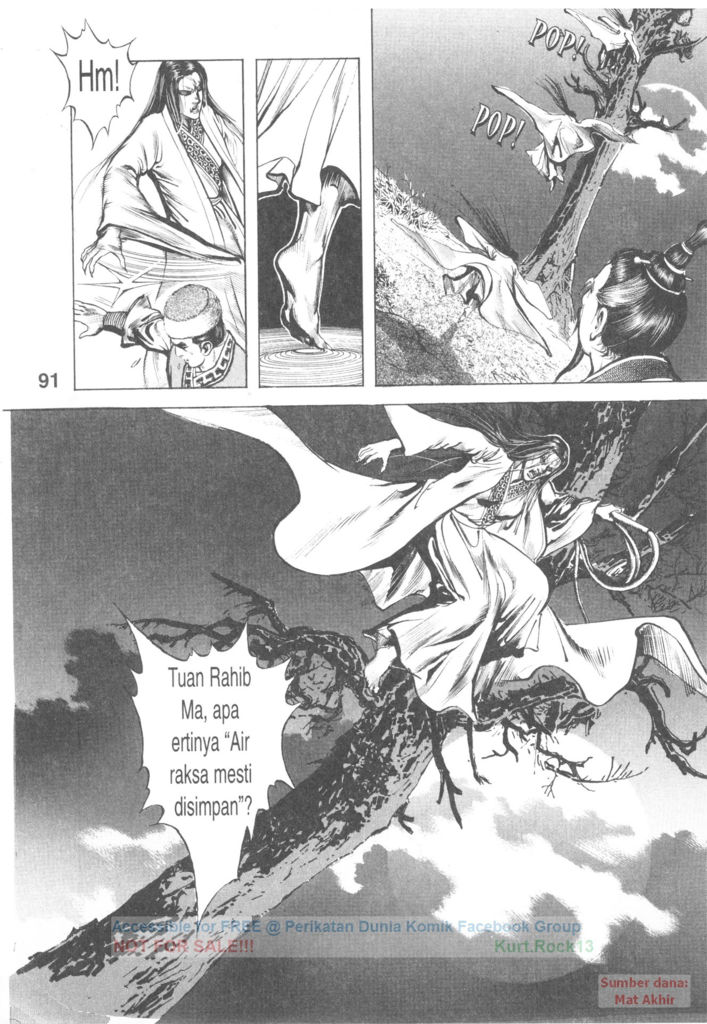 Hm!
POP!
POP!
91
Tuan Rahib
Ma, apa
ertinya “Air
raksa mesti
disimpan”?
Accessible for FREE @ Perikatan Dunia Komik Facebook Group
NOT FOR SALE!!!
Kurt.Rock13
Sumber dana:
Mat Akhir